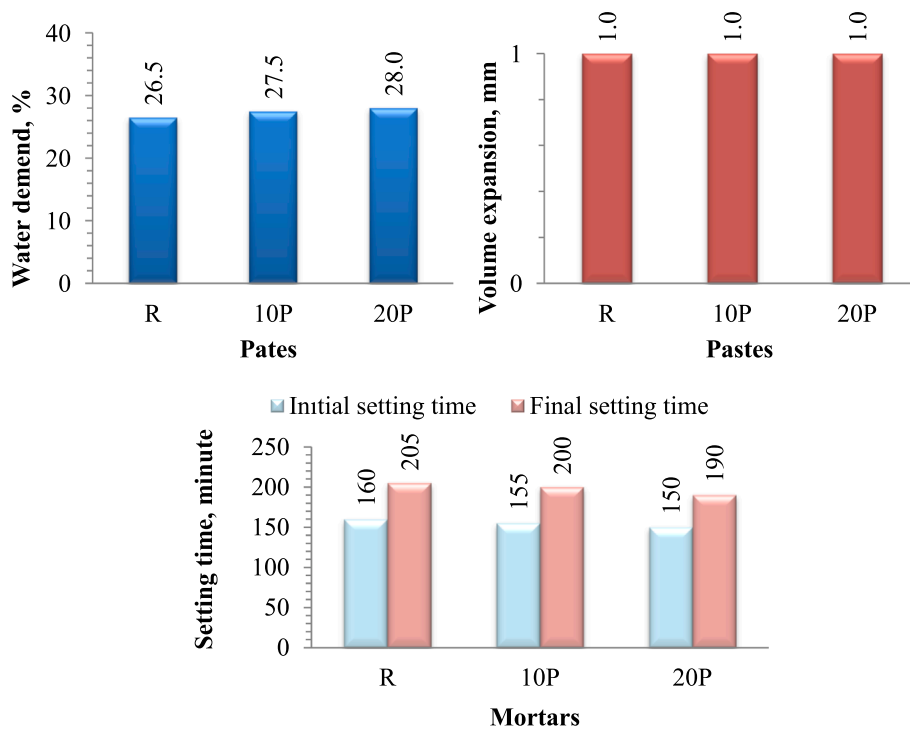 Water demend, %
40
30
20
10
0
26.5
27.5
28.0
R
10P
20P
Pates
Volume expansion, mm
1
0
1.0
1.0
1.0
R
10P
20P
Pastes
Initial setting time
Final setting time
Setting time, minute
250
200
150
100
50
0
160
205
155
200
150
190
R
10P
20P
Mortars